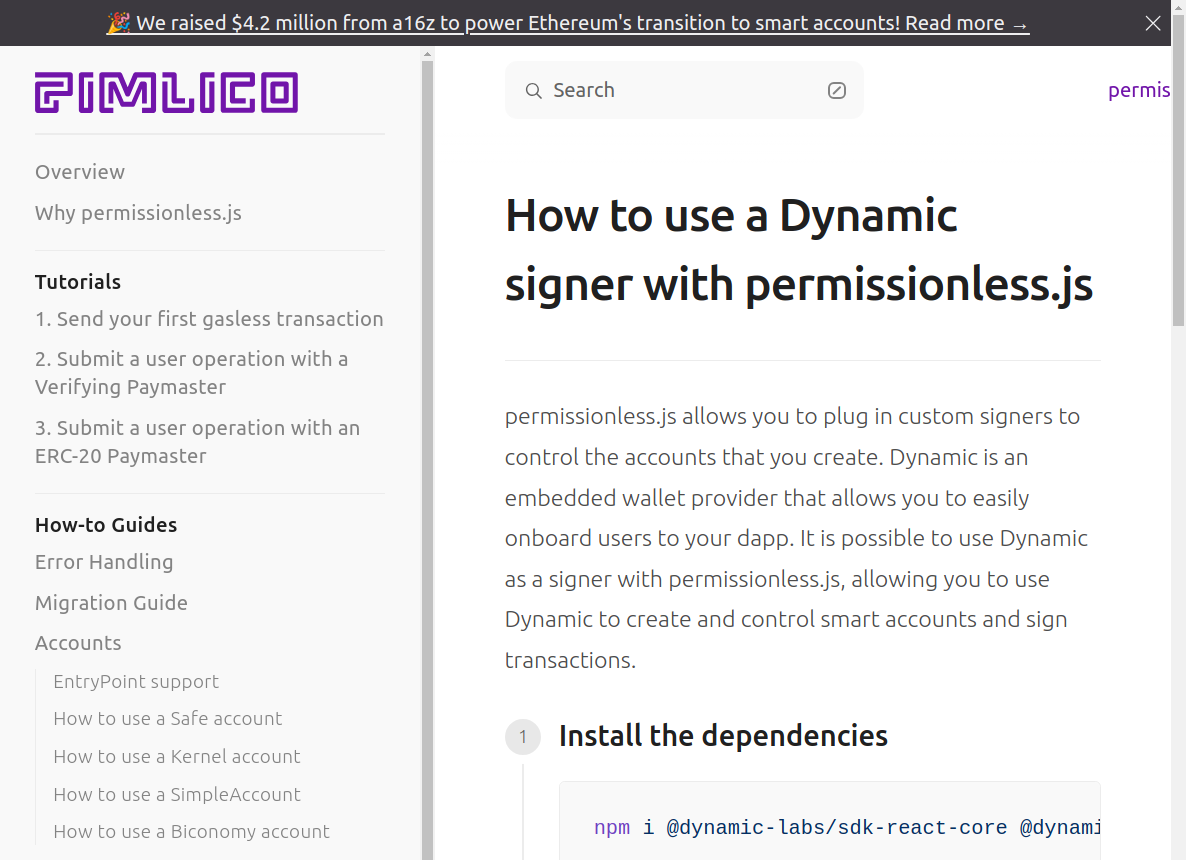 🎉 We raised $4.2 million from a16z to power Ethereum's transition to smart accounts! Read more →
PIMLICO
Overview
Why permissionless.js
Tutorials
1. Send your first gasless transaction
2. Submit a user operation with a
Verifying Paymaster
3. Submit a user operation with an
ERC-20 Paymaster
How-to Guides
Error Handling
Migration Guide
Accounts
EntryPoint support
How to use a Safe account
How to use a Kernel account
How to use a SimpleAccount
How to use a Biconomy account
Search
permis
How to use a Dynamic
signer with permissionless.js
permissionless.js allows you to plug in custom signers to
control the accounts that you create. Dynamic is an
embedded wallet provider that allows you to easily
onboard users to your dapp. It is possible to use Dynamic
as a signer with permissionless.js, allowing you to use
Dynamic to create and control smart accounts and sign
transactions.
1 Install the dependencies
npm i @dynamic-labs/sdk-react-core @dynami